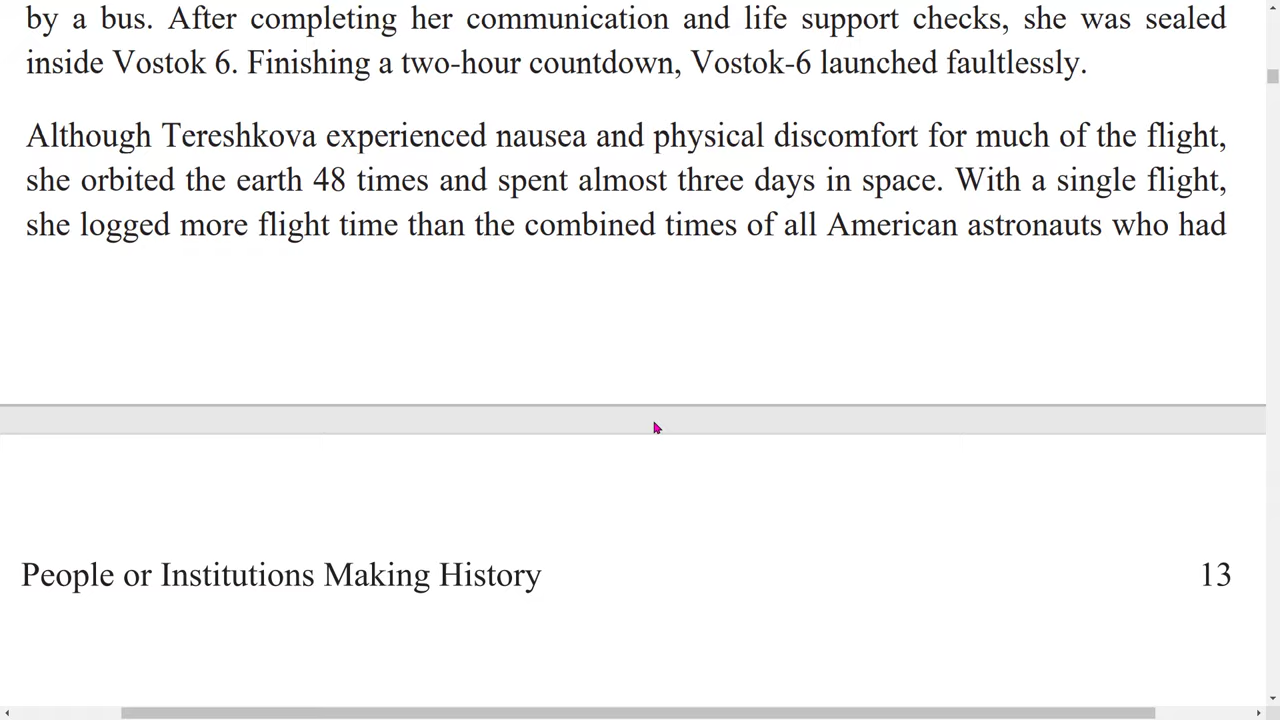 by a bus. After completing her communication and life support checks, she was sealed
inside Vostok 6. Finishing a two-hour countdown, Vostok-6 launched faultlessly.
Although Tereshkova experienced nausea and physical discomfort for much of the flight,
she orbited the earth 48 times and spent almost three days in space. With a single flight,
she logged more flight time than the combined times of all American astronauts who had
People or Institutions Making History 13